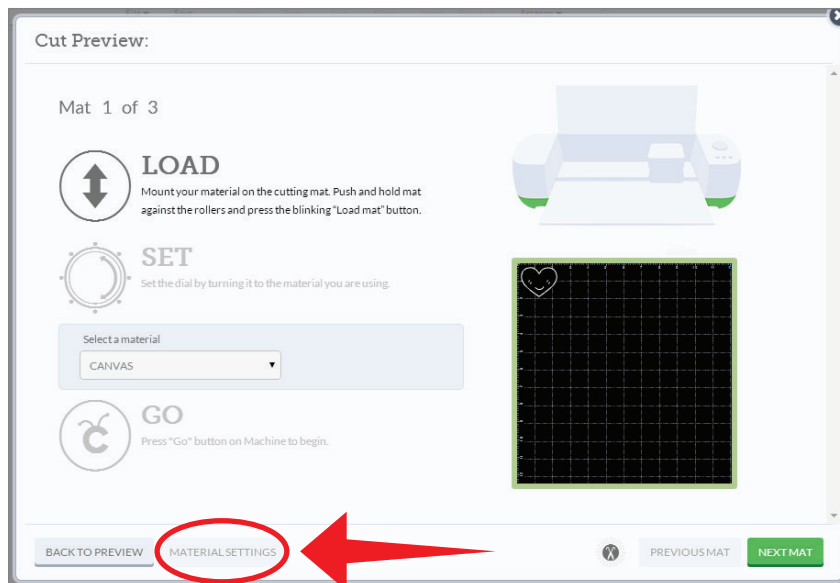 Cut Preview:
Mat 1 of 3
LOAD
Mount your material on the cutting mat. Push and hold mat
against the rollers and press the blinking "Load mat" button.
SET
Set the dial by turning it to the material you are using.
Select a material
CANVAS
GO
Press "Go" button on Machine to begin.
BACK TO PREVIEW
MATERIAL SETTINGS
PREVIOUS MAT
NEXT MAT